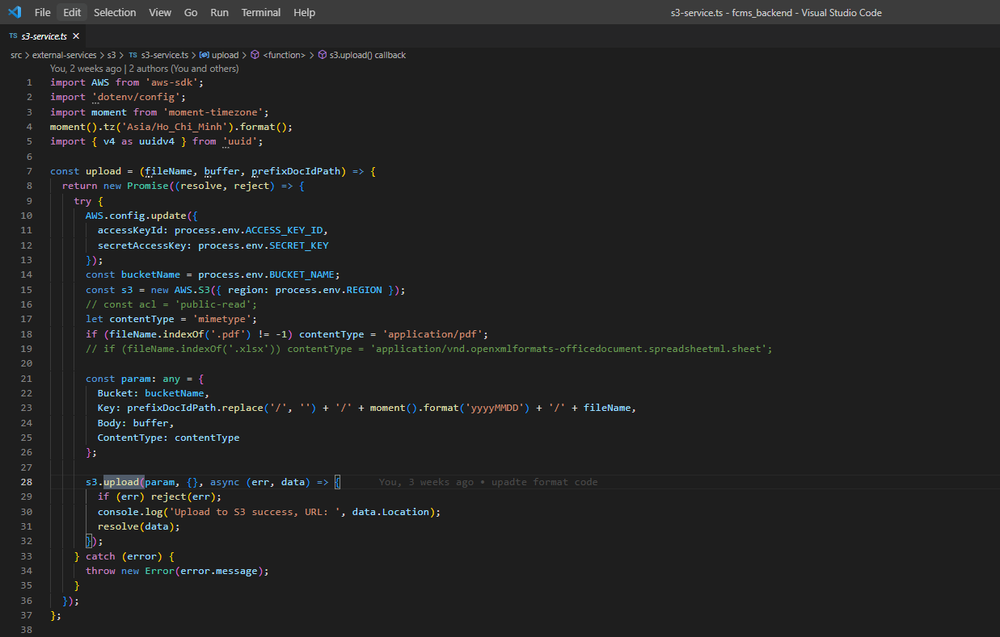 File Edit Selection View Go Run Terminal Help s3-service.ts - fcms_backend - Visual Studio Code
TS s3-service.ts ×
src > external-services > s3 > TS s3-service.ts > upload > <function> > s3.upload() callback
You, 2 weeks ago | 2 authors (You and others)
1 import AWS from 'aws-sdk';
2 import 'dotenv/config';
3 import moment from 'moment-timezone';
4 moment().tz('Asia/Ho_Chi_Minh').format();
5 import { v4 as uuidv4 } from 'uuid';
6
7 const upload = (fileName, buffer, prefixDocIdPath) => {
8 return new Promise((resolve, reject) => {
9 try {
10 AWS.config.update({
11 accessKeyId: process.env.ACCESS_KEY_ID,
12 secretAccessKey: process.env.SECRET_KEY
13 });
14 const bucketName = process.env.BUCKET_NAME;
15 const s3 = new AWS.S3({ region: process.env.REGION });
16 // const acl = 'public-read';
17 let contentType = 'mimetype';
18 if (fileName.indexOf('.pdf') != -1) contentType = 'application/pdf';
19 // if (fileName.indexOf('.xlsx')) contentType = 'application/vnd.openxmlformats-officedocument.spreadsheetml.sheet';
20
21 const param: any = {
22 Bucket: bucketName,
23 Key: prefixDocIdPath.replace('/', '') + '/' + moment().format('yyyyMMDD') + '/' + fileName,
24 Body: buffer,
25 ContentType: contentType
26 };
27
28 s3.upload(param, {}, async (err, data) => { You, 3 weeks ago • upadte format code
29 if (err) reject(err);
30 console.log('Upload to S3 success, URL: ', data.Location);
31 resolve(data);
32 });
33 } catch (error) {
34 throw new Error(error.message);
35 }
36 });
37 };
38